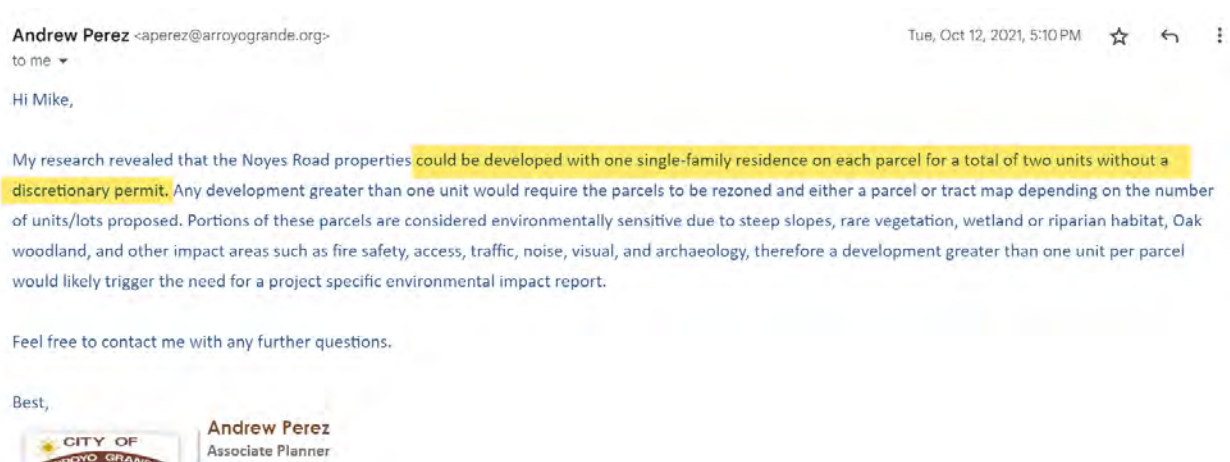 Andrew Perez <aperez@arroyogrande.org>
Tue, Oct 12, 2021, 5:10 PM
to me
Hi Mike,
My research revealed that the Noyes Road properties could be developed with one single-family residence on each parcel for a total of two units without a
discretionary permit. Any development greater than one unit would require the parcels to be rezoned and either a parcel or tract map depending on the number
of units/lots proposed. Portions of these parcels are considered environmentally sensitive due to steep slopes, rare vegetation, wetland or riparian habitat, Oak
woodland, and other impact areas such as fire safety, access, traffic, noise, visual, and archaeology, therefore a development greater than one unit per parcel
would likely trigger the need for a project specific environmental impact report.
Feel free to contact me with any further questions.
Best,
Andrew Perez
Associate Planner
CITY OF